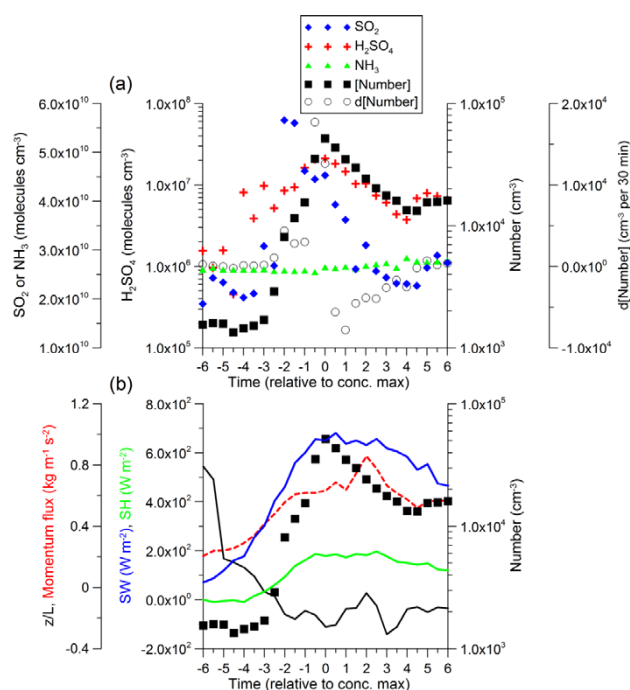 SO2
H2SO4
NH3
[Number]
d[Number]
(a)
SO2 or NH3 (molecules cm-3)
6.0x10^10
5.0x10^10
4.0x10^10
3.0x10^10
2.0x10^10
1.0x10^10
H2SO4 (molecules cm-3)
1.0x10^8
1.0x10^7
1.0x10^6
1.0x10^5
Number (cm-3)
1.0x10^5
1.0x10^4
1.0x10^3
d[Number] (cm-3 per 30 min)
2.0x10^4
1.0x10^4
0.0x10^0
-1.0x10^4
-6 -5 -4 -3 -2 -1 0 1 2 3 4 5 6
Time (relative to conc. max)
(b)
z/L, Momentum flux (kg m-1 s-2)
1.2
0.8
0.4
0
-0.4
SW (W m-2), SH (W m-2)
8.0x10^2
6.0x10^2
4.0x10^2
2.0x10^2
0.0x10^0
-2.0x10^2
Number (cm-3)
1.0x10^5
1.0x10^4
1.0x10^3
-6 -5 -4 -3 -2 -1 0 1 2 3 4 5 6
Time (relative to conc. max)